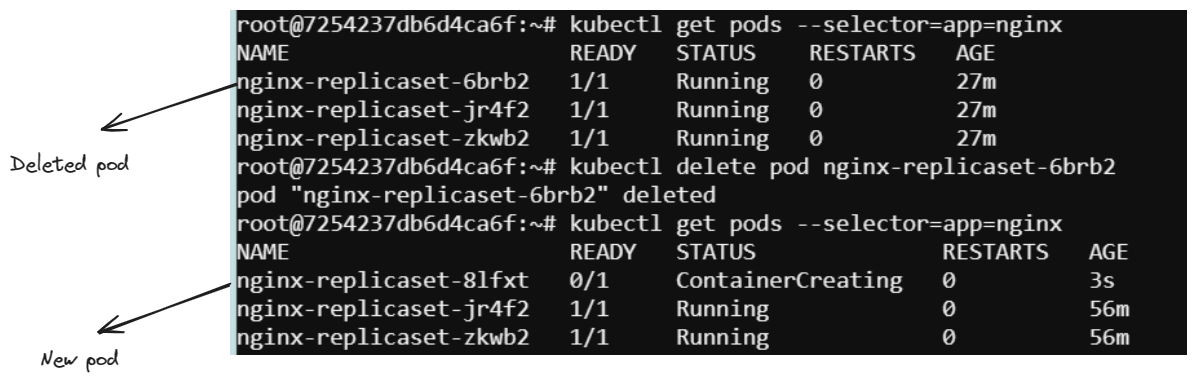 root@7254237db6d4ca6f:~# kubectl get pods --selector=app=nginx
NAME READY STATUS RESTARTS AGE
nginx-replicaset-6brb2 1/1 Running 0 27m
nginx-replicaset-jr4f2 1/1 Running 0 27m
nginx-replicaset-zkwb2 1/1 Running 0 27m
Deleted pod
root@7254237db6d4ca6f:~# kubectl delete pod nginx-replicaset-6brb2
pod "nginx-replicaset-6brb2" deleted
root@7254237db6d4ca6f:~# kubectl get pods --selector=app=nginx
NAME READY STATUS RESTARTS AGE
nginx-replicaset-8lfxt 0/1 ContainerCreating 0 3s
nginx-replicaset-jr4f2 1/1 Running 0 56m
nginx-replicaset-zkwb2 1/1 Running 0 56m
New pod